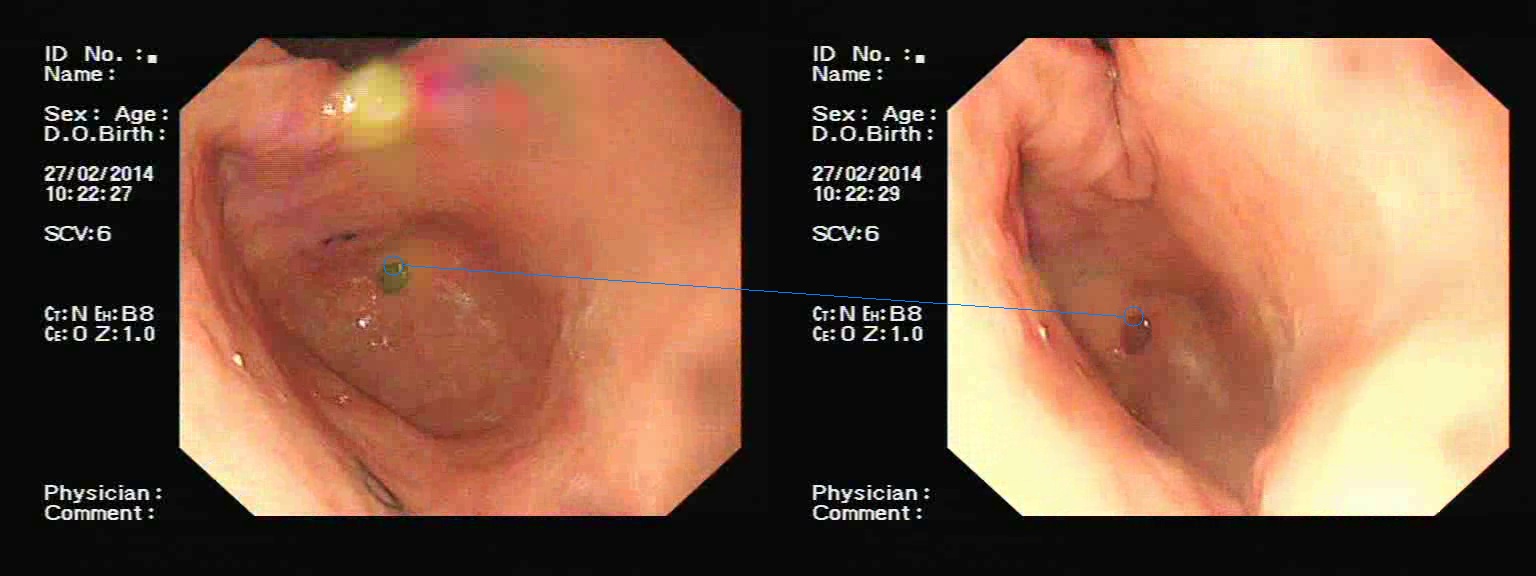 ID No. :
Name:
Sex: Age:
D.O.Birth:
27/02/2014
10:22:27
SCV:6
CT:N EH:B8
CE:0 Z:1.0
Physician:
Comment:
ID No. :
Name:
Sex: Age:
D.O.Birth:
27/02/2014
10:22:29
SCV:6
CT:N EH:B8
CE:0 Z:1.0
Physician:
Comment: